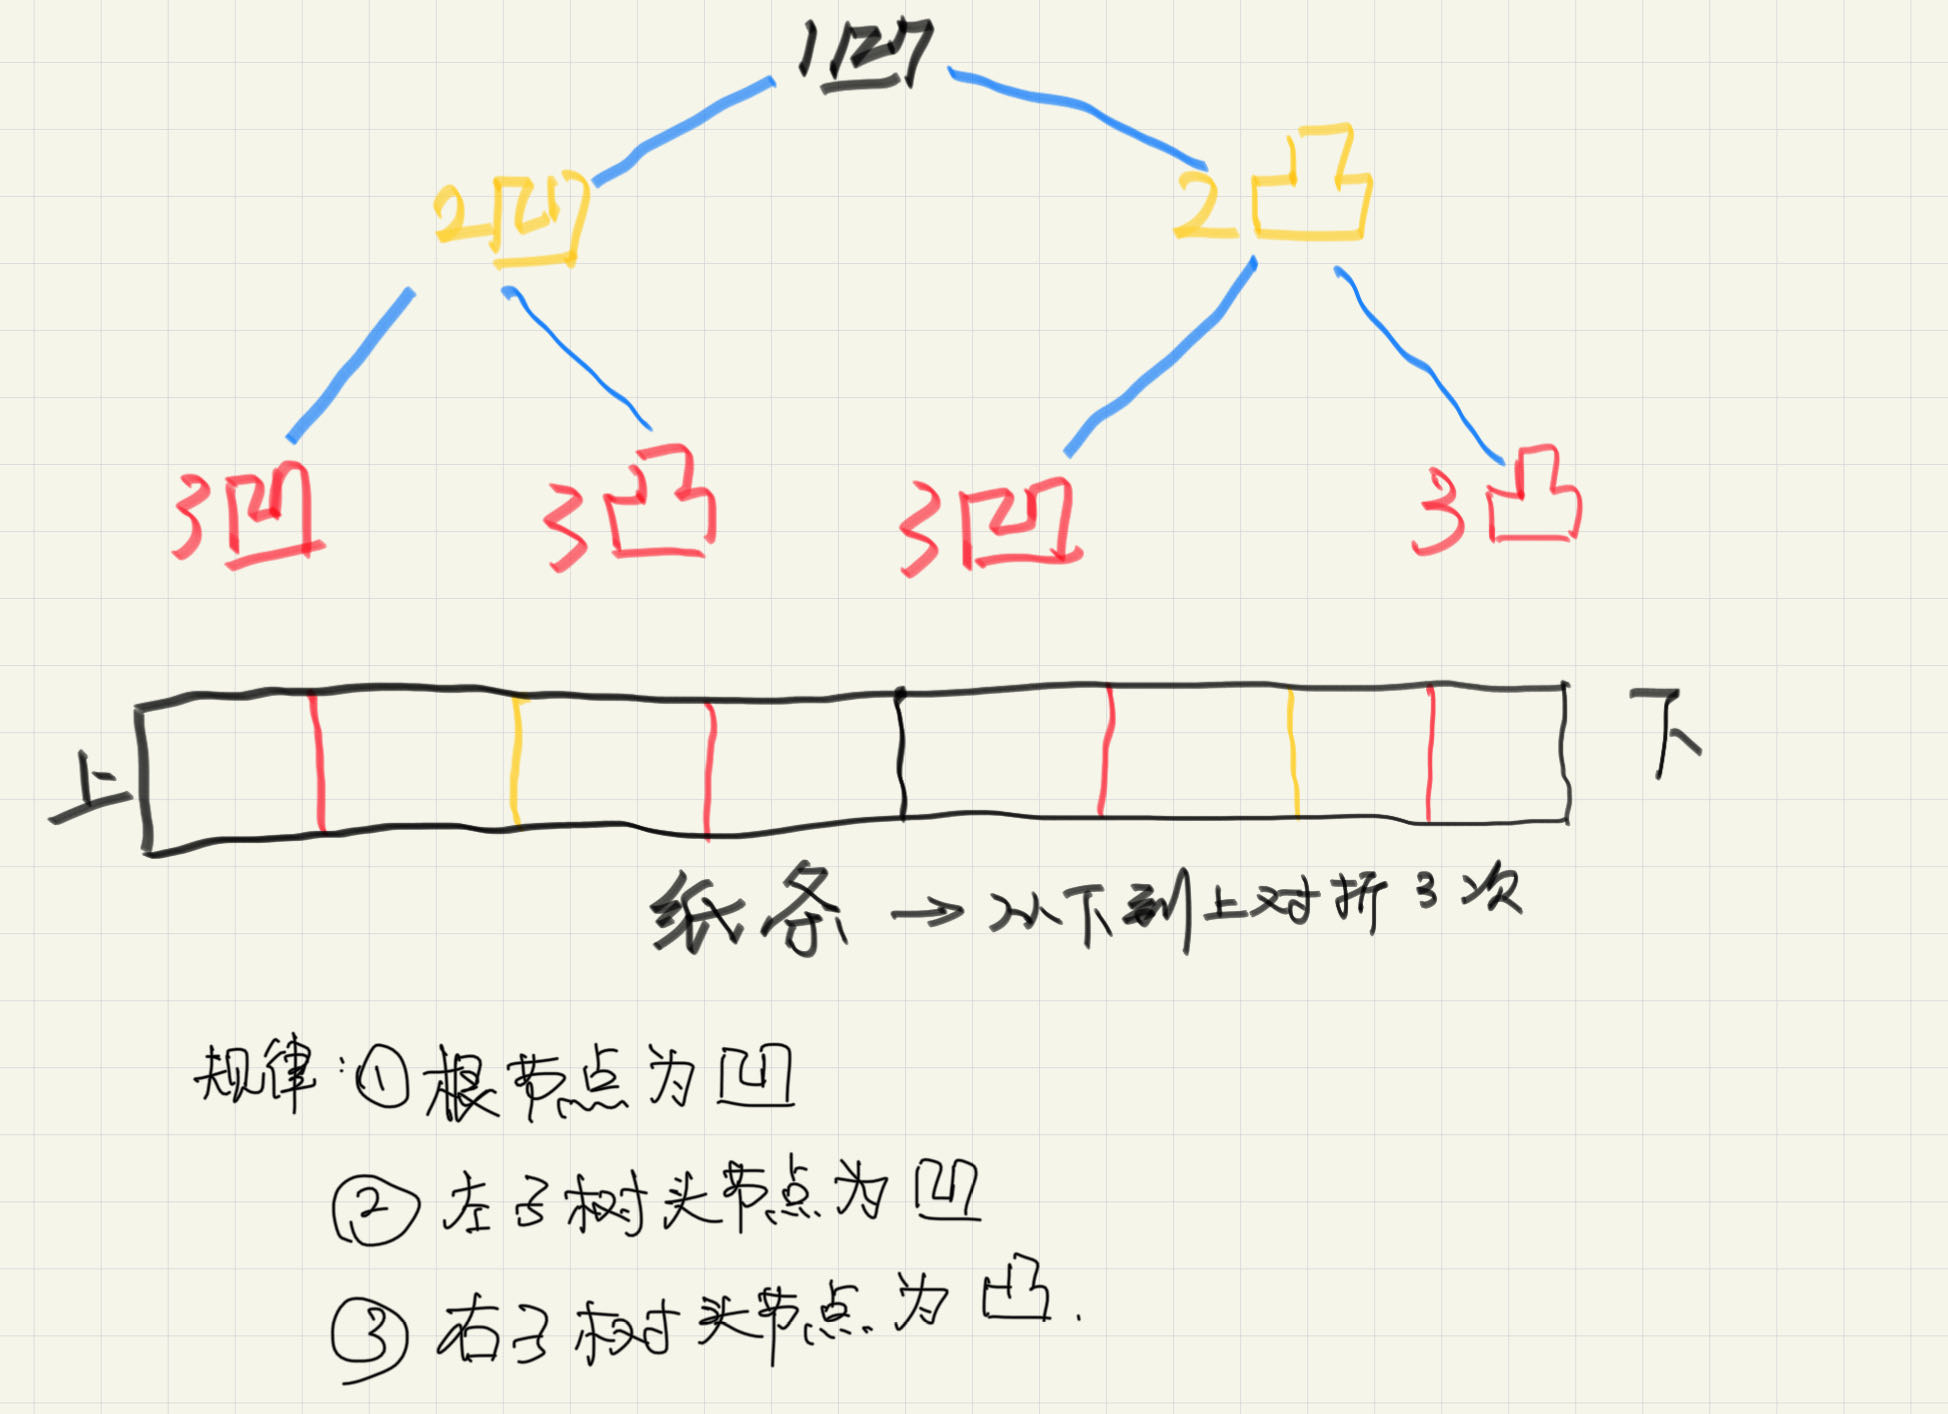 1凹
2凹 2凸
3凹 3凸 3凹 3凸
上 下
纸条 → 从下到上对折3次
规律：① 根节点为凹
② 左子树头节点为凹
③ 右子树头节点为凸.